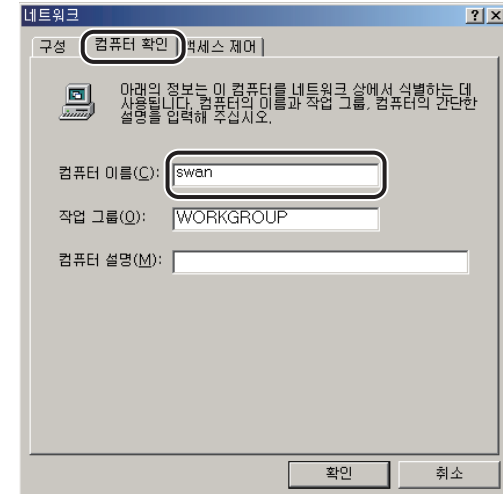 네트워크
구성 컴퓨터 확인 액세스 제어
아래의 정보는 이 컴퓨터를 네트워크 상에서 식별하는 데
사용됩니다. 컴퓨터의 이름과 작업 그룹, 컴퓨터의 간단한
설명을 입력해 주십시오.
컴퓨터 이름(C): swan
작업 그룹(O): WORKGROUP
컴퓨터 설명(M):
확인 취소